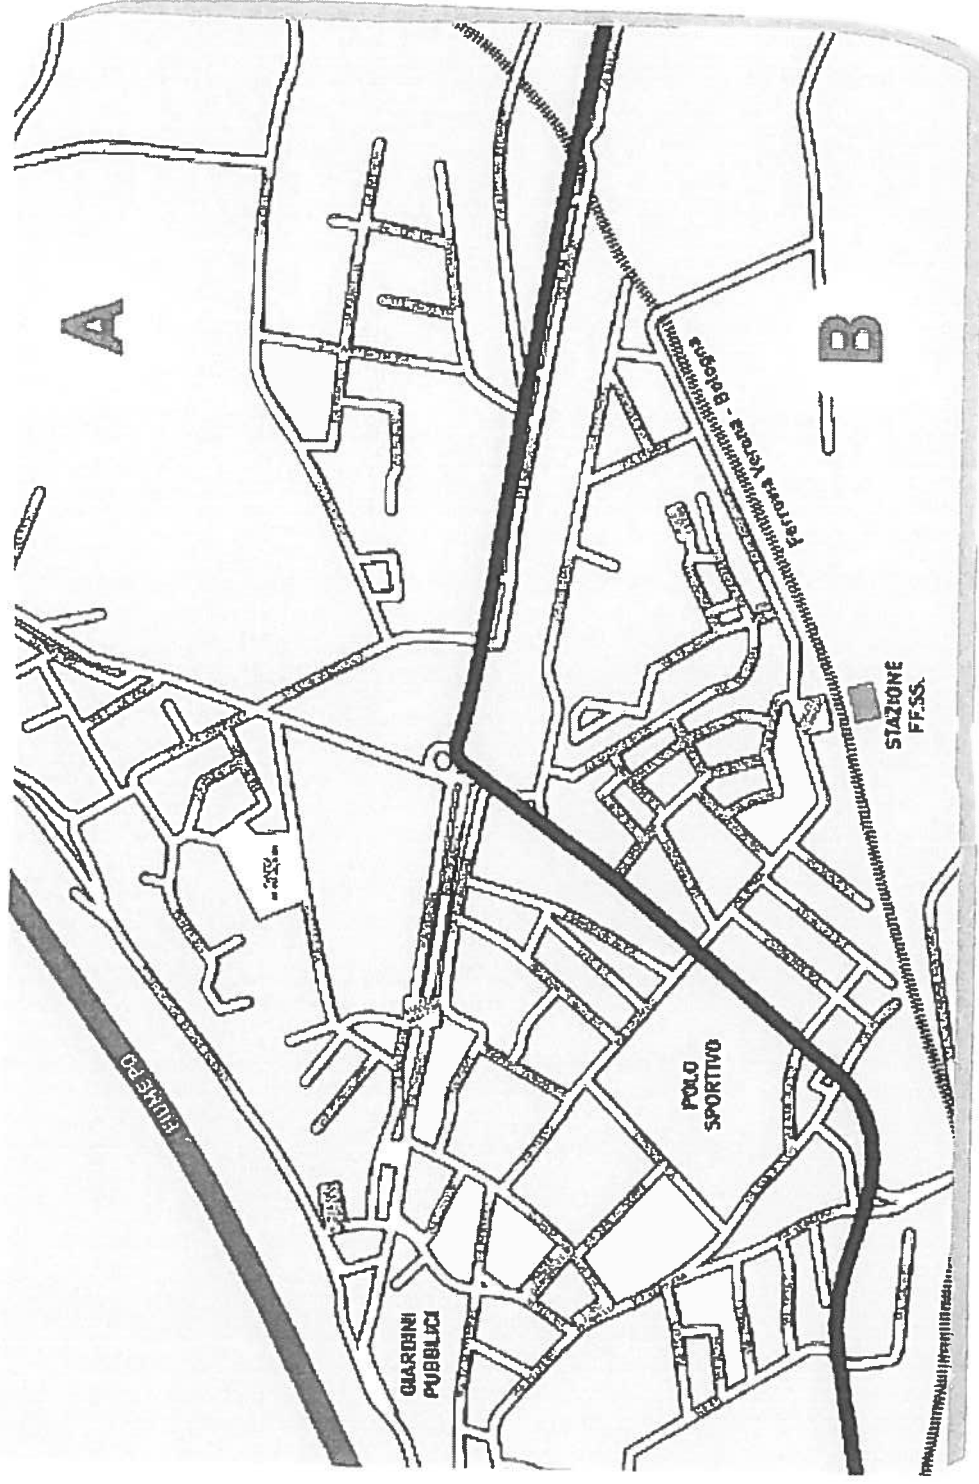 A
B
Ferrovia Verona - Bologna
STAZIONE
FF.SS.
FIUME PO
POLO
SPORTIVO
GIARDINI
PUBBLICI